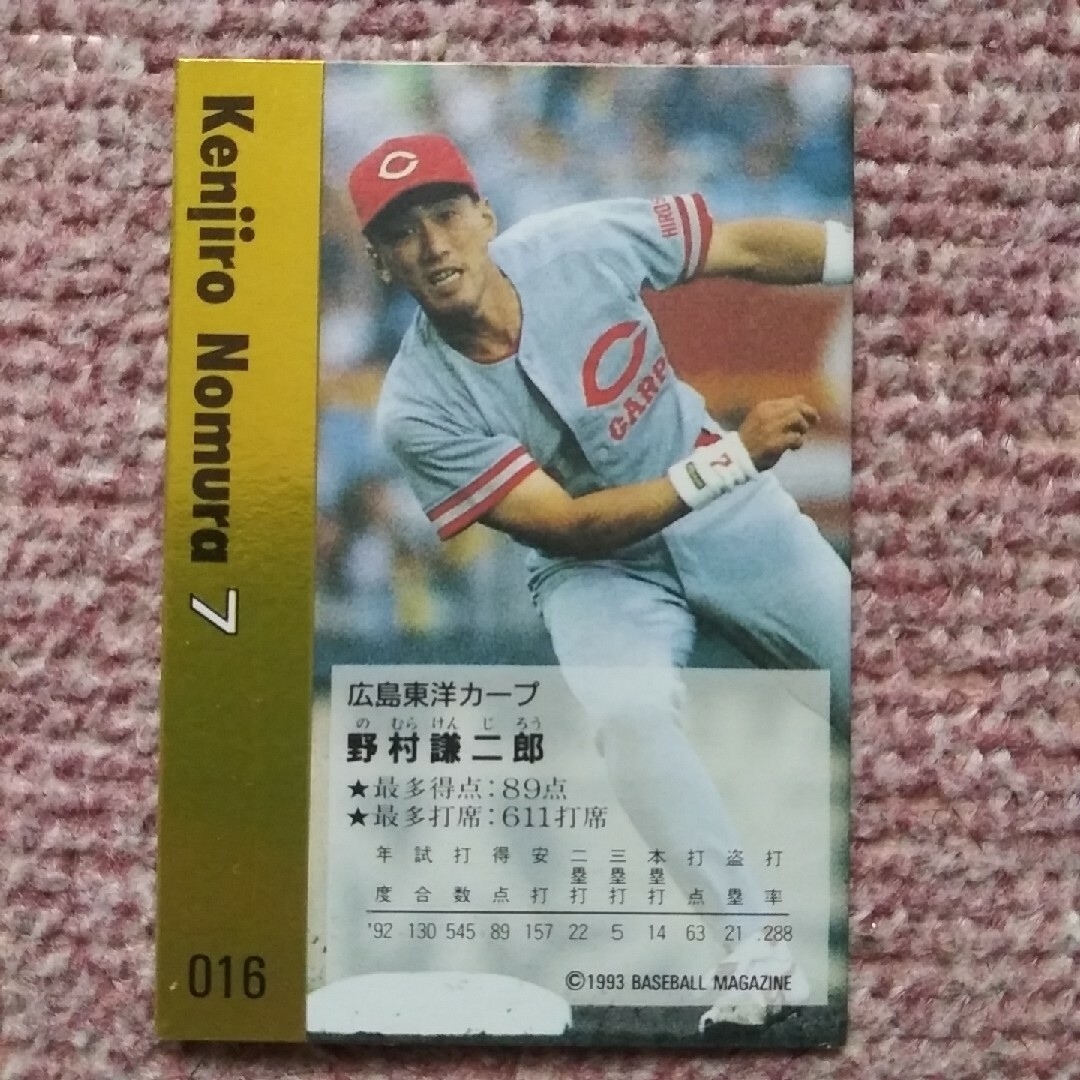 Kenjiro Nomura 7
016
C
HIROS
C
CARP
7
広島東洋カープ
の むら けん じ ろう
野村謙二郎
★最多得点:89点
★最多打席:611打席
年度 試合 打数 得点 安打 二塁打 三塁打 本塁打 打点 盗塁 打率
'92 130 545 89 157 22 5 14 63 21 .288
©1993 BASEBALL MAGAZINE